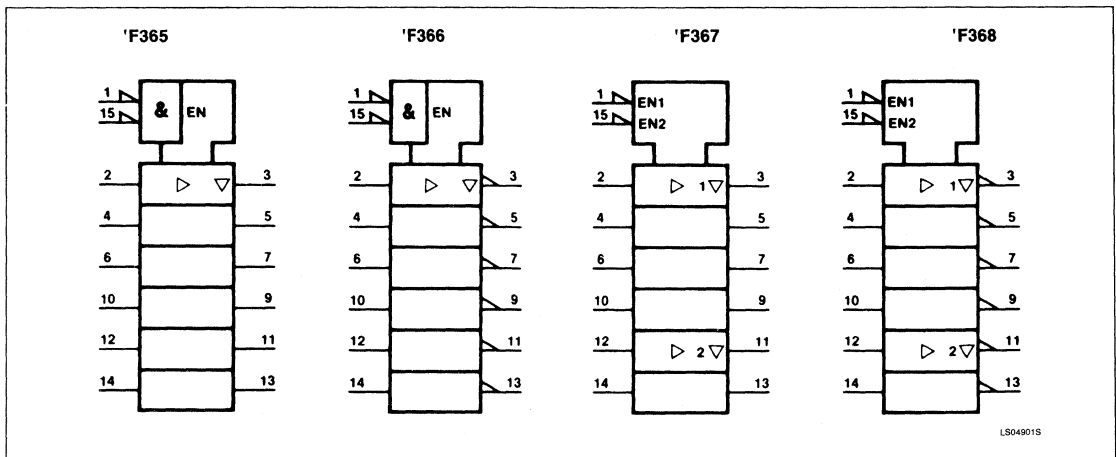 'F365 'F366 'F367 'F368
1 & EN 1 & EN 1 EN1 1 EN1
15 15 15 EN2 15 EN2
2 3 2 3 2 1 3 2 1 3
4 5 4 5 4 5 4 5
6 7 6 7 6 7 6 7
10 9 10 9 10 9 10 9
12 11 12 11 12 2 11 12 2 11
14 13 14 13 14 13 14 13
LS04901S